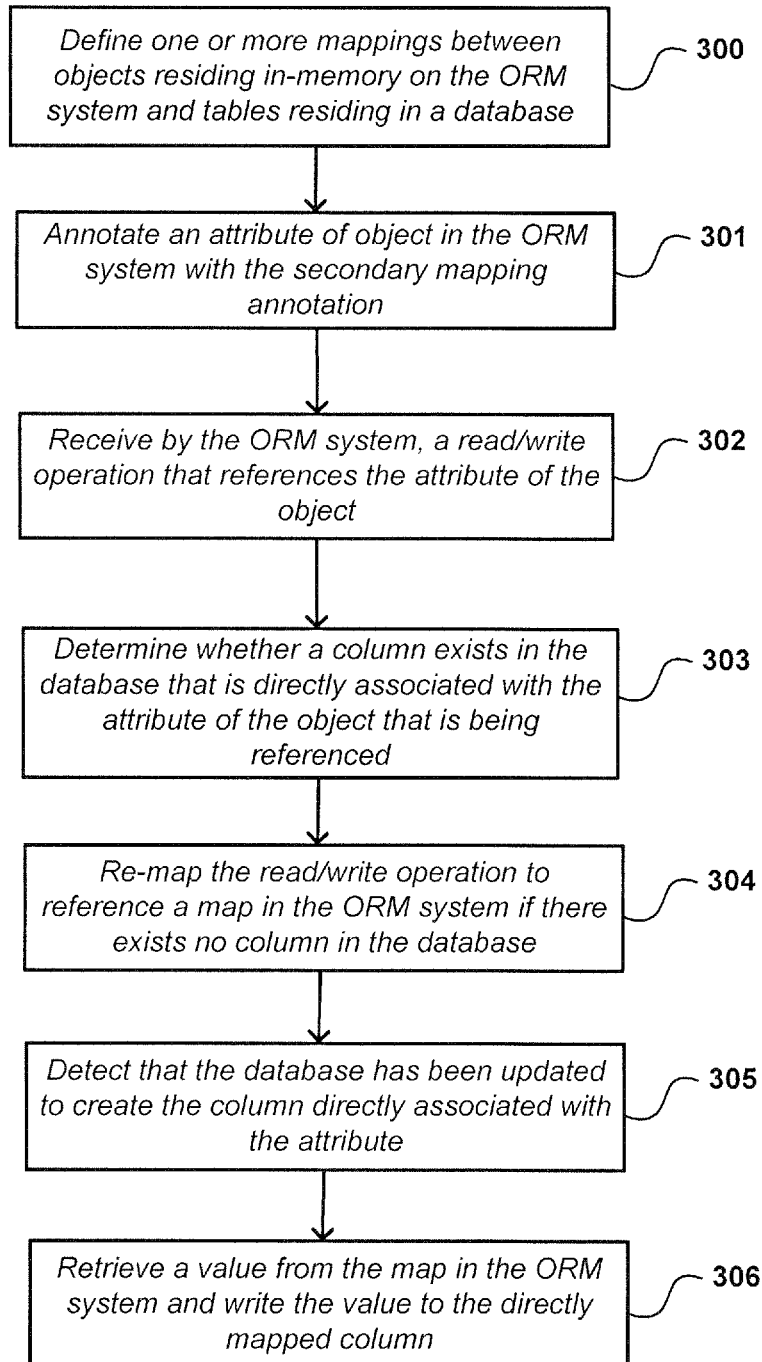 Define one or more mappings between
objects residing in-memory on the ORM
system and tables residing in a database
300
Annotate an attribute of object in the ORM
system with the secondary mapping
annotation
301
Receive by the ORM system, a read/write
operation that references the attribute of the
object
302
Determine whether a column exists in the
database that is directly associated with the
attribute of the object that is being
referenced
303
Re-map the read/write operation to
reference a map in the ORM system if there
exists no column in the database
304
Detect that the database has been updated
to create the column directly associated with
the attribute
305
Retrieve a value from the map in the ORM
system and write the value to the directly
mapped column
306